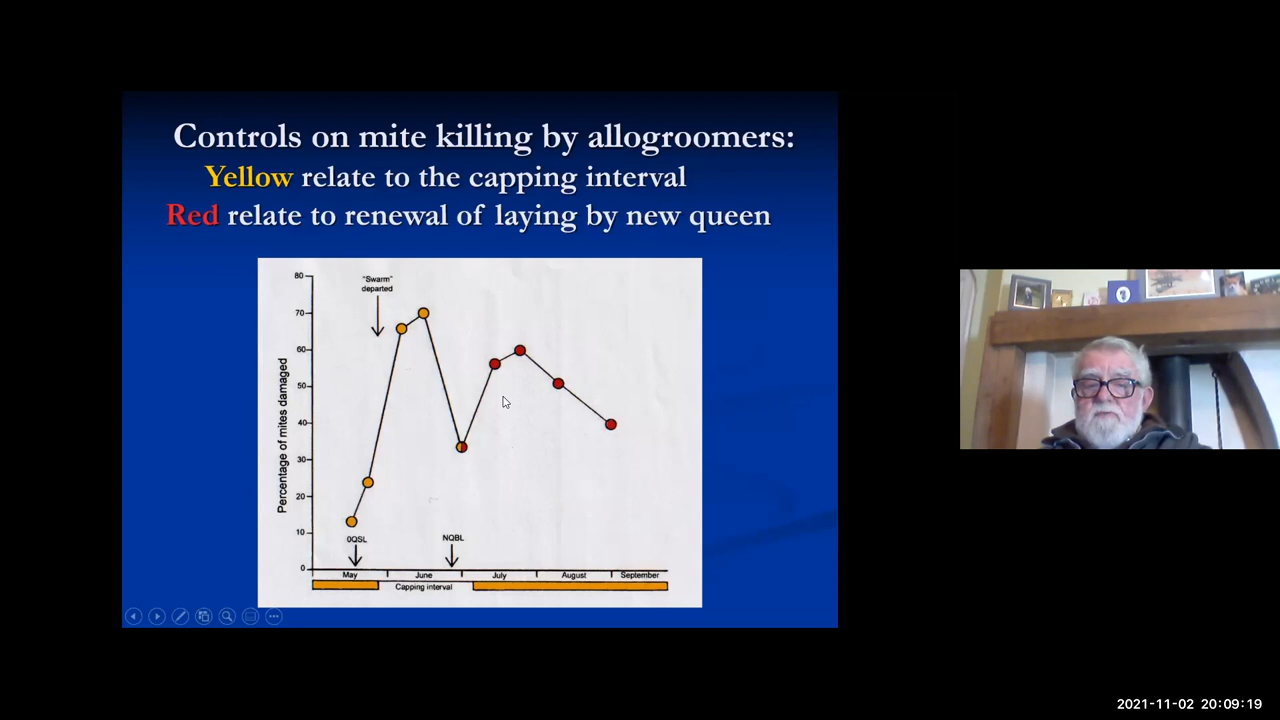 Controls on mite killing by allogroomers:
Yellow relate to the capping interval
Red relate to renewal of laying by new queen
80
"Swarm"
departed
70
60
50
40
30
20
10
0
Percentage of mites damaged
OQSL
NQBL
May
June
July
August
September
Capping interval
2021-11-02 20:09:19